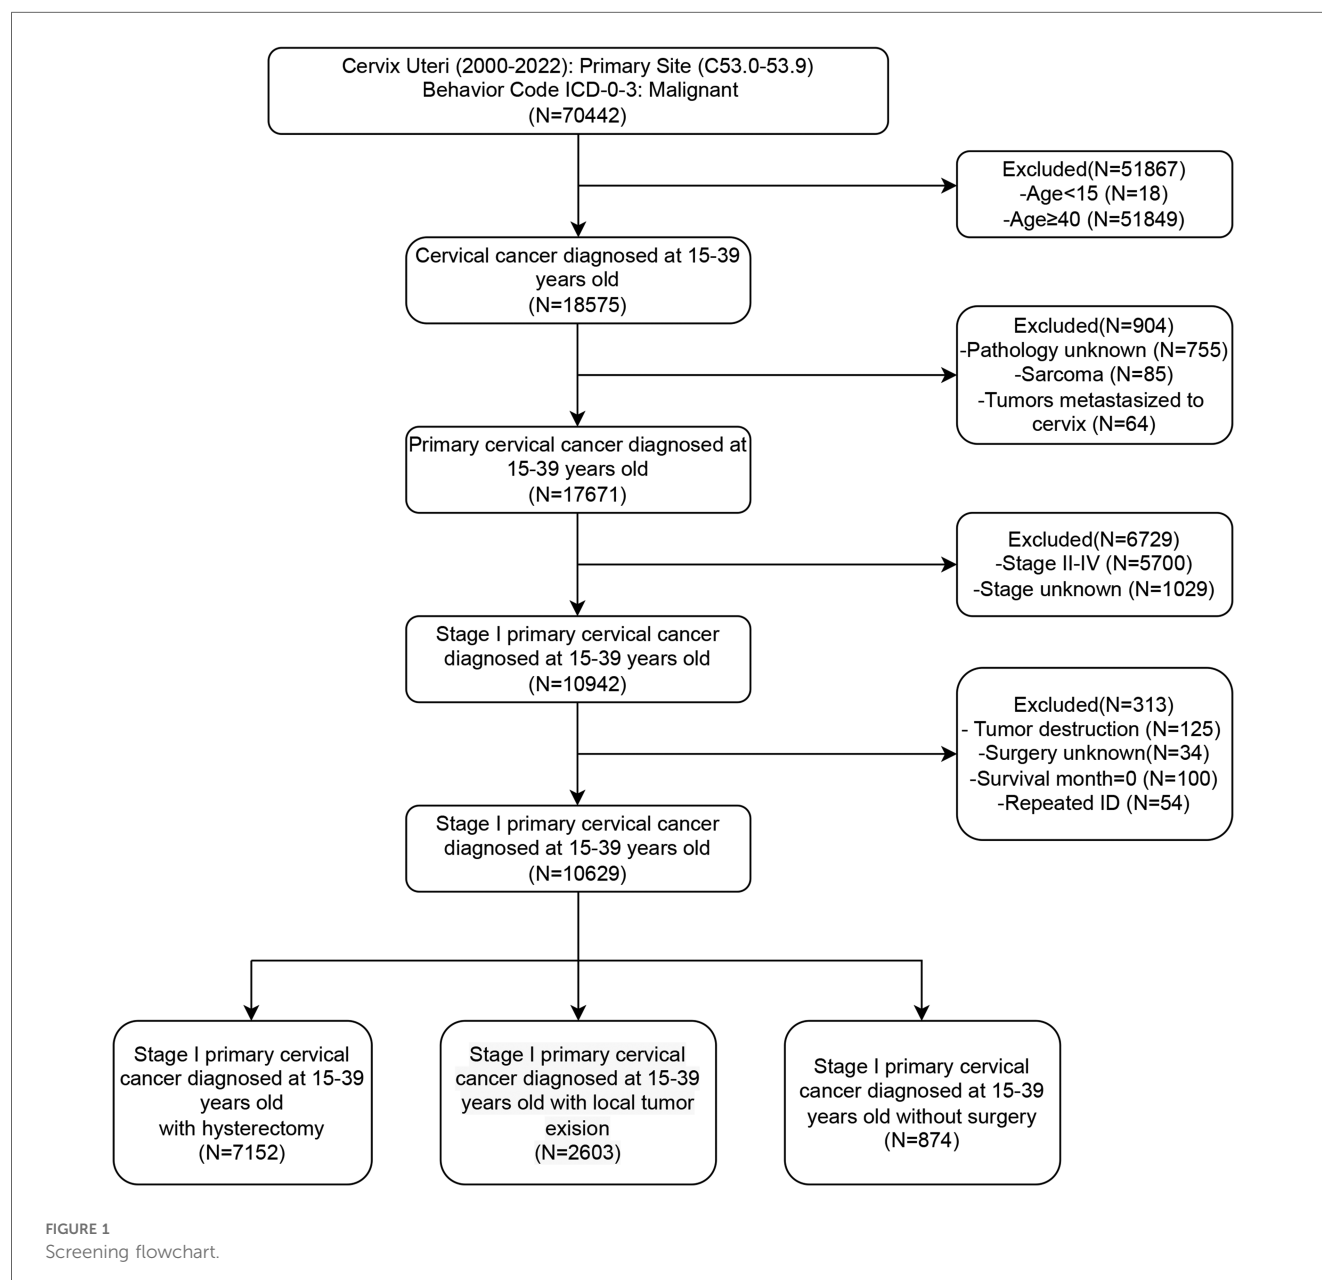 Cervix Uteri (2000-2022): Primary Site (C53.0-53.9)
Behavior Code ICD-0-3: Malignant
(N=70442)
Excluded(N=51867)
-Age<15 (N=18)
-Age≥40 (N=51849)
Cervical cancer diagnosed at 15-39
years old
(N=18575)
Excluded(N=904)
-Pathology unknown (N=755)
-Sarcoma (N=85)
-Tumors metastasized to
cervix (N=64)
Primary cervical cancer diagnosed at
15-39 years old
(N=17671)
Excluded(N=6729)
-Stage II-IV (N=5700)
-Stage unknown (N=1029)
Stage I primary cervical cancer
diagnosed at 15-39 years old
(N=10942)
Excluded(N=313)
- Tumor destruction (N=125)
-Surgery unknown(N=34)
-Survival month=0 (N=100)
-Repeated ID (N=54)
Stage I primary cervical cancer
diagnosed at 15-39 years old
(N=10629)
Stage I primary cervical
cancer diagnosed at 15-39
years old
with hysterectomy
(N=7152)
Stage I primary cervical
cancer diagnosed at 15-39
years old with local tumor
exision
(N=2603)
Stage I primary cervical
cancer diagnosed at 15-39
years old without surgery
(N=874)
FIGURE 1
Screening flowchart.